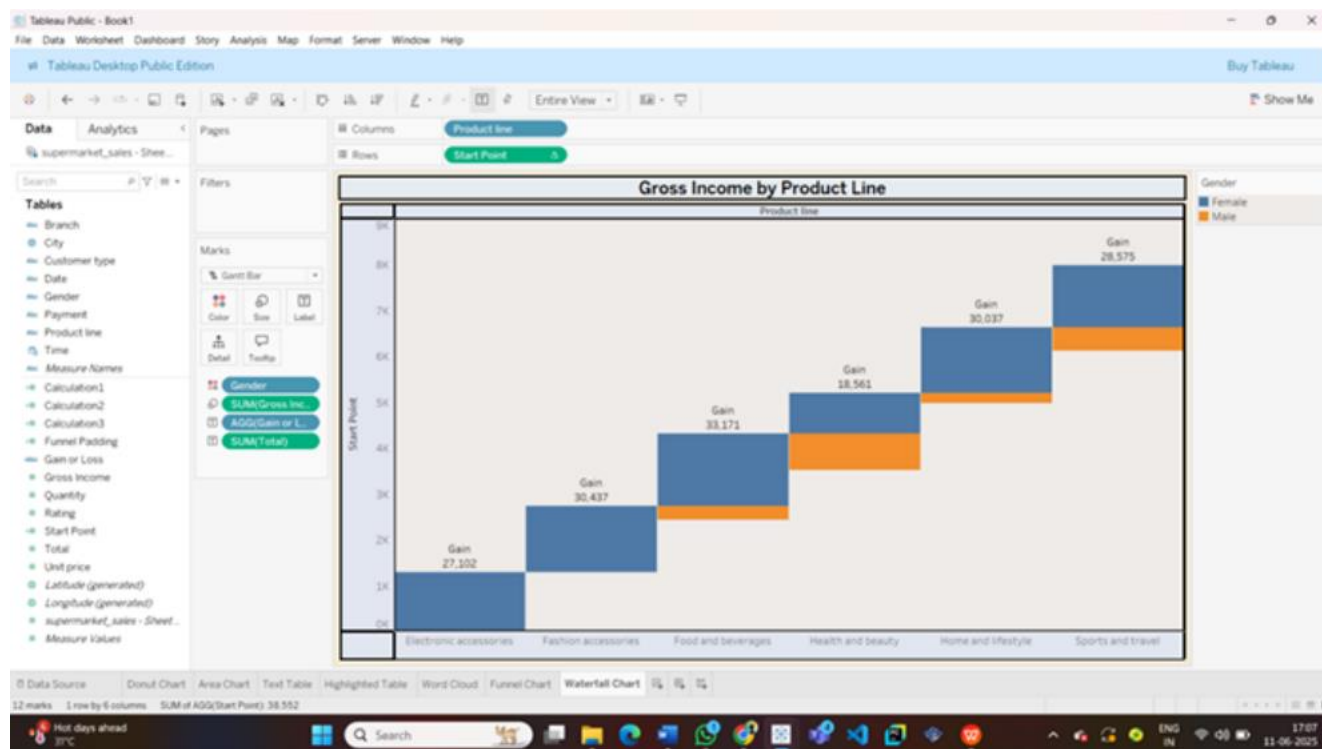 Tableau Public - Book1
File Data Worksheet Dashboard Story Analysis Map Format Server Window Help
Tableau Desktop Public Edition
Buy Tableau
Entire View
Show Me
Data Analytics
supermarket_sales - Shee...
Search
Tables
Branch
City
Customer type
Date
Gender
Payment
Product line
Time
Measure Names
Calculation1
Calculation2
Calculation3
Funnel Padding
Gain or Loss
Gross Income
Quantity
Rating
Start Point
Total
Unit price
Latitude (generated)
Longitude (generated)
supermarket_sales - Sheet...
Measure Values
Pages
Filters
Marks
Gantt Bar
Color Size Label
Detail Tooltip
Gender
SUM(Gross Inc..
AGG(Gain or L..
SUM(Total)
Columns Product line
Rows Start Point
Gross Income by Product Line
Product line
Start Point
9K
8K
7K
6K
5K
4K
3K
2K
1K
0K
Gain
27,102
Gain
30,437
Gain
33,171
Gain
18,561
Gain
30,037
Gain
28,575
Electronic accessories Fashion accessories Food and beverages Health and beauty Home and lifestyle Sports and travel
Gender
Female
Male
Data Source Donut Chart Area Chart Text Table Highlighted Table Word Cloud Funnel Chart Waterfall Chart
12 marks 1 row by 6 columns SUM of AGG(Start Point): 38,552
Hot days ahead
31°C
Search
ENG
IN
17:07
11-06-2025